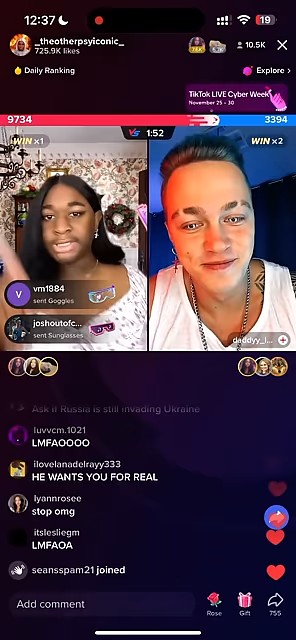 12:37
19
_theotherpsyiconic_
725.9K likes
10.5K
Daily Ranking
Explore >
TikTok LIVE Cyber Week
November 25 - 30
9734
3394
WIN x1
VS 1:52
WIN x2
V
vm1884
sent Goggles
joshoutofc...
sent Sunglasses
daddyy_l...
Ask if Russia is still invading Ukraine
luvvcm.1021
LMFAOOOO
ilovelanadelrayy333
HE WANTS YOU FOR REAL
lyannrosee
stop omg
itslesliegm
LMFAOA
seansspam21 joined
Add comment
Rose
Gift
755